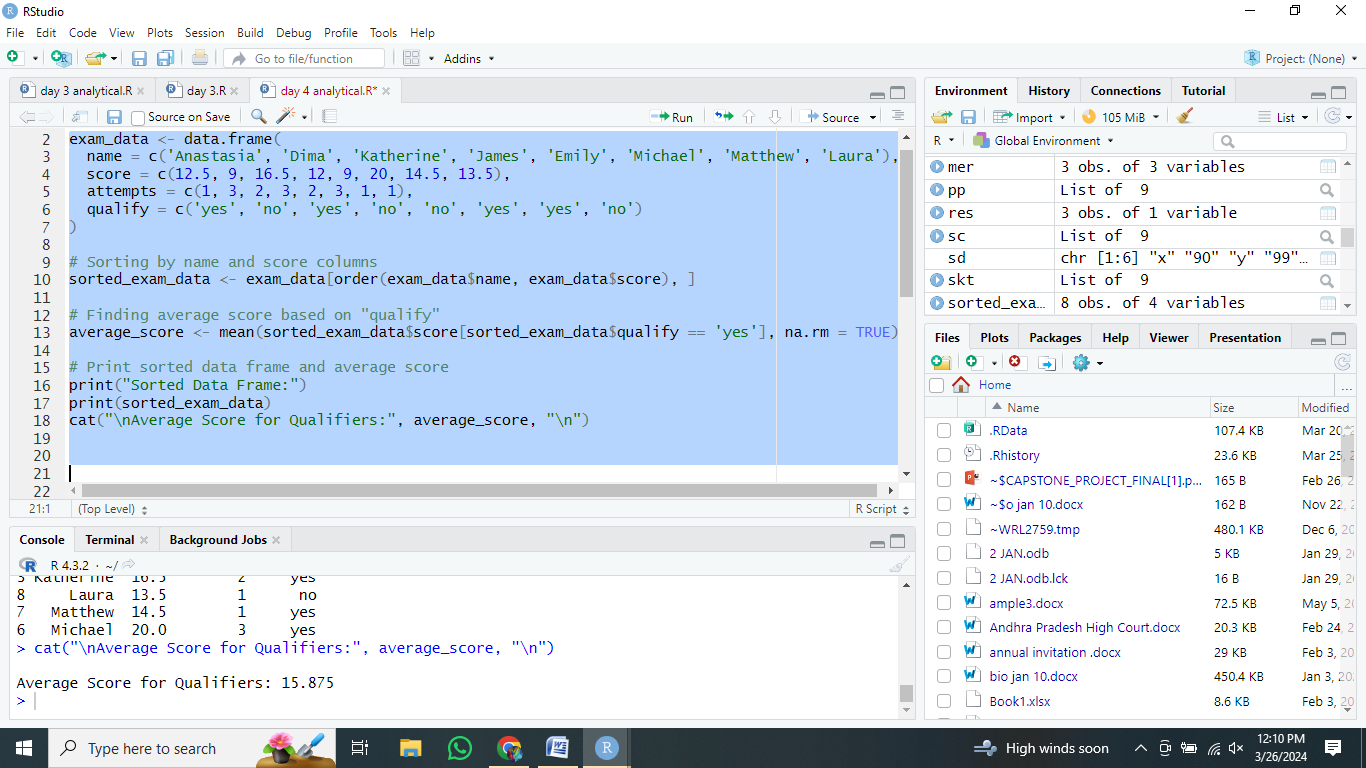 RStudio
File Edit Code View Plots Session Build Debug Profile Tools Help
Go to file/function Addins Project: (None)
day 3 analytical.R day 3.R day 4 analytical.R*
Source on Save Run Source
2 exam_data <- data.frame(
3 name = c('Anastasia', 'Dima', 'Katherine', 'James', 'Emily', 'Michael', 'Matthew', 'Laura'),
4 score = c(12.5, 9, 16.5, 12, 9, 20, 14.5, 13.5),
5 attempts = c(1, 3, 2, 3, 2, 3, 1, 1),
6 qualify = c('yes', 'no', 'yes', 'no', 'no', 'yes', 'yes', 'no')
7 )
8
9 # Sorting by name and score columns
10 sorted_exam_data <- exam_data[order(exam_data$name, exam_data$score), ]
11
12 # Finding average score based on "qualify"
13 average_score <- mean(sorted_exam_data$score[sorted_exam_data$qualify == 'yes'], na.rm = TRUE)
14
15 # Print sorted data frame and average score
16 print("Sorted Data Frame:")
17 print(sorted_exam_data)
18 cat("\nAverage Score for Qualifiers:", average_score, "\n")
19
20
21
22
21:1 (Top Level) R Script
Console Terminal Background Jobs
R 4.3.2 · ~/
3 Katherine 16.5 2 yes
8 Laura 13.5 1 no
7 Matthew 14.5 1 yes
6 Michael 20.0 3 yes
> cat("\nAverage Score for Qualifiers:", average_score, "\n")
Average Score for Qualifiers: 15.875
>
Environment History Connections Tutorial
Import 105 MiB List
R Global Environment
mer 3 obs. of 3 variables
pp List of 9
res 3 obs. of 1 variable
sc List of 9
sd chr [1:6] "x" "90" "y" "99"...
skt List of 9
sorted_exa... 8 obs. of 4 variables
Files Plots Packages Help Viewer Presentation
Home ...
Name Size Modified
.RData 107.4 KB Mar 20,
.Rhistory 23.6 KB Mar 25,
~$CAPSTONE_PROJECT_FINAL[1].p... 165 B Feb 26,
~$o jan 10.docx 162 B Nov 22,
~WRL2759.tmp 480.1 KB Dec 6,
2 JAN.odb 5 KB Jan 29,
2 JAN.odb.lck 16 B Jan 29,
ample3.docx 72.5 KB May 5,
Andhra Pradesh High Court.docx 20.3 KB Feb 24,
annual invitation .docx 29 KB Feb 3,
bio jan 10.docx 450.4 KB Jan 3,
Book1.xlsx 8.6 KB Feb 3,
Type here to search High winds soon 12:10 PM
3/26/2024